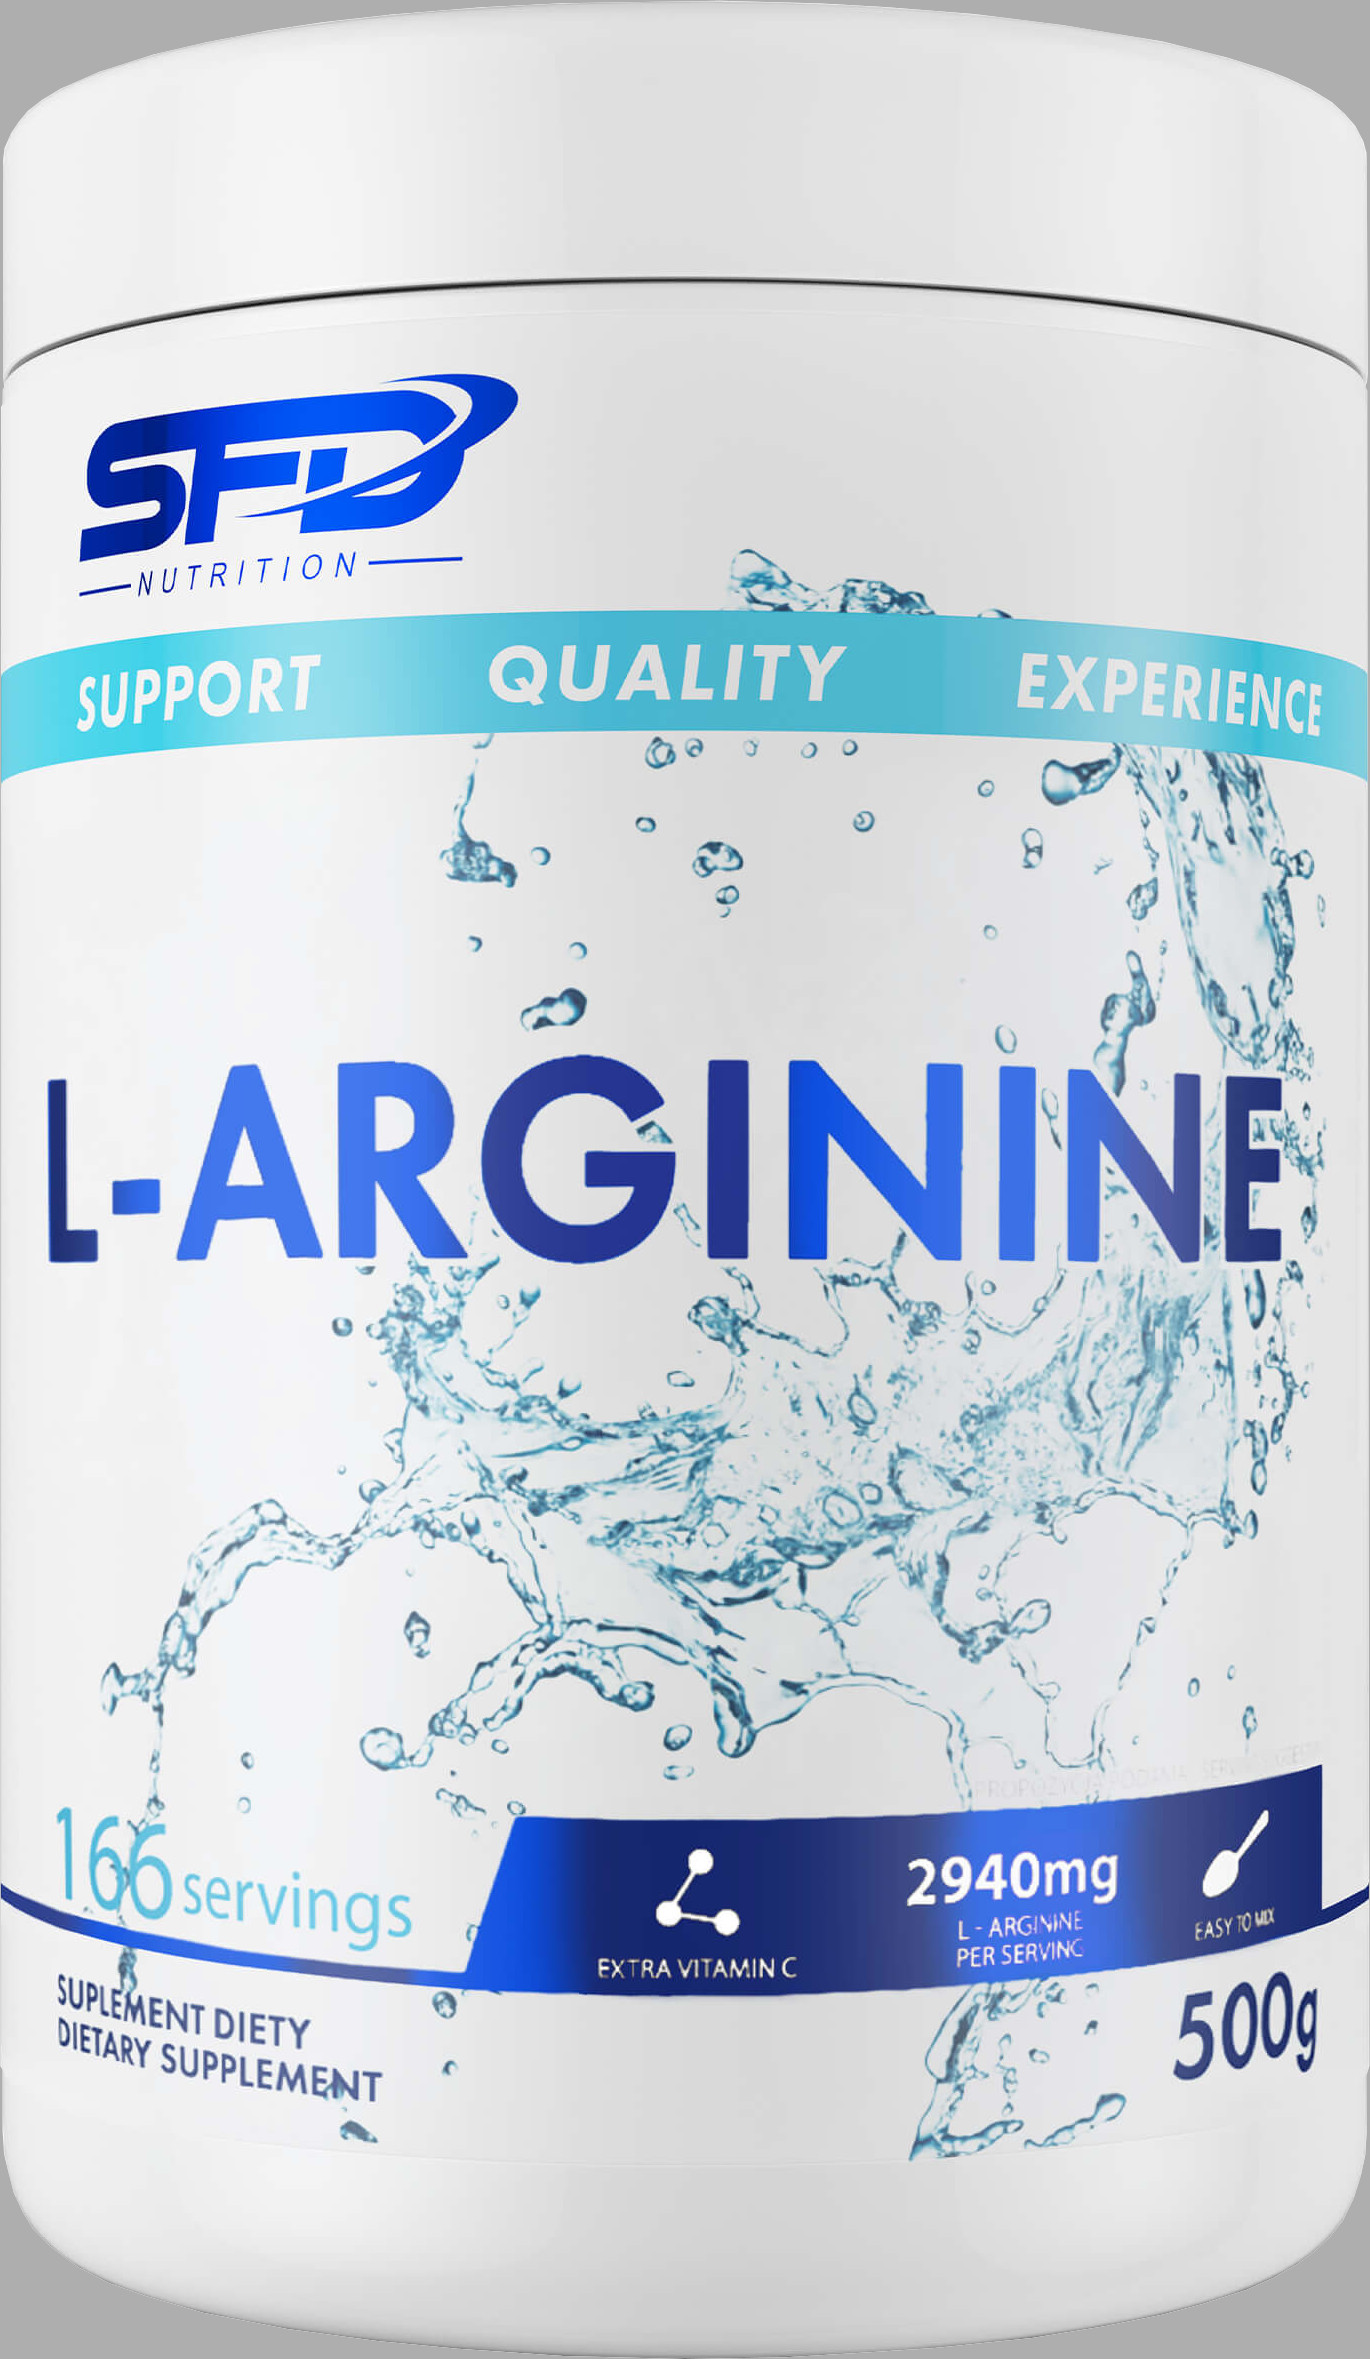 SFD
NUTRITION
SUPPORT QUALITY EXPERIENCE
L-ARGININE
166 servings
EXTRA VITAMIN C
2940mg
L - ARGININE
PER SERVING
EASY TO MIX
SUPLEMENT DIETY
DIETARY SUPPLEMENT
500g